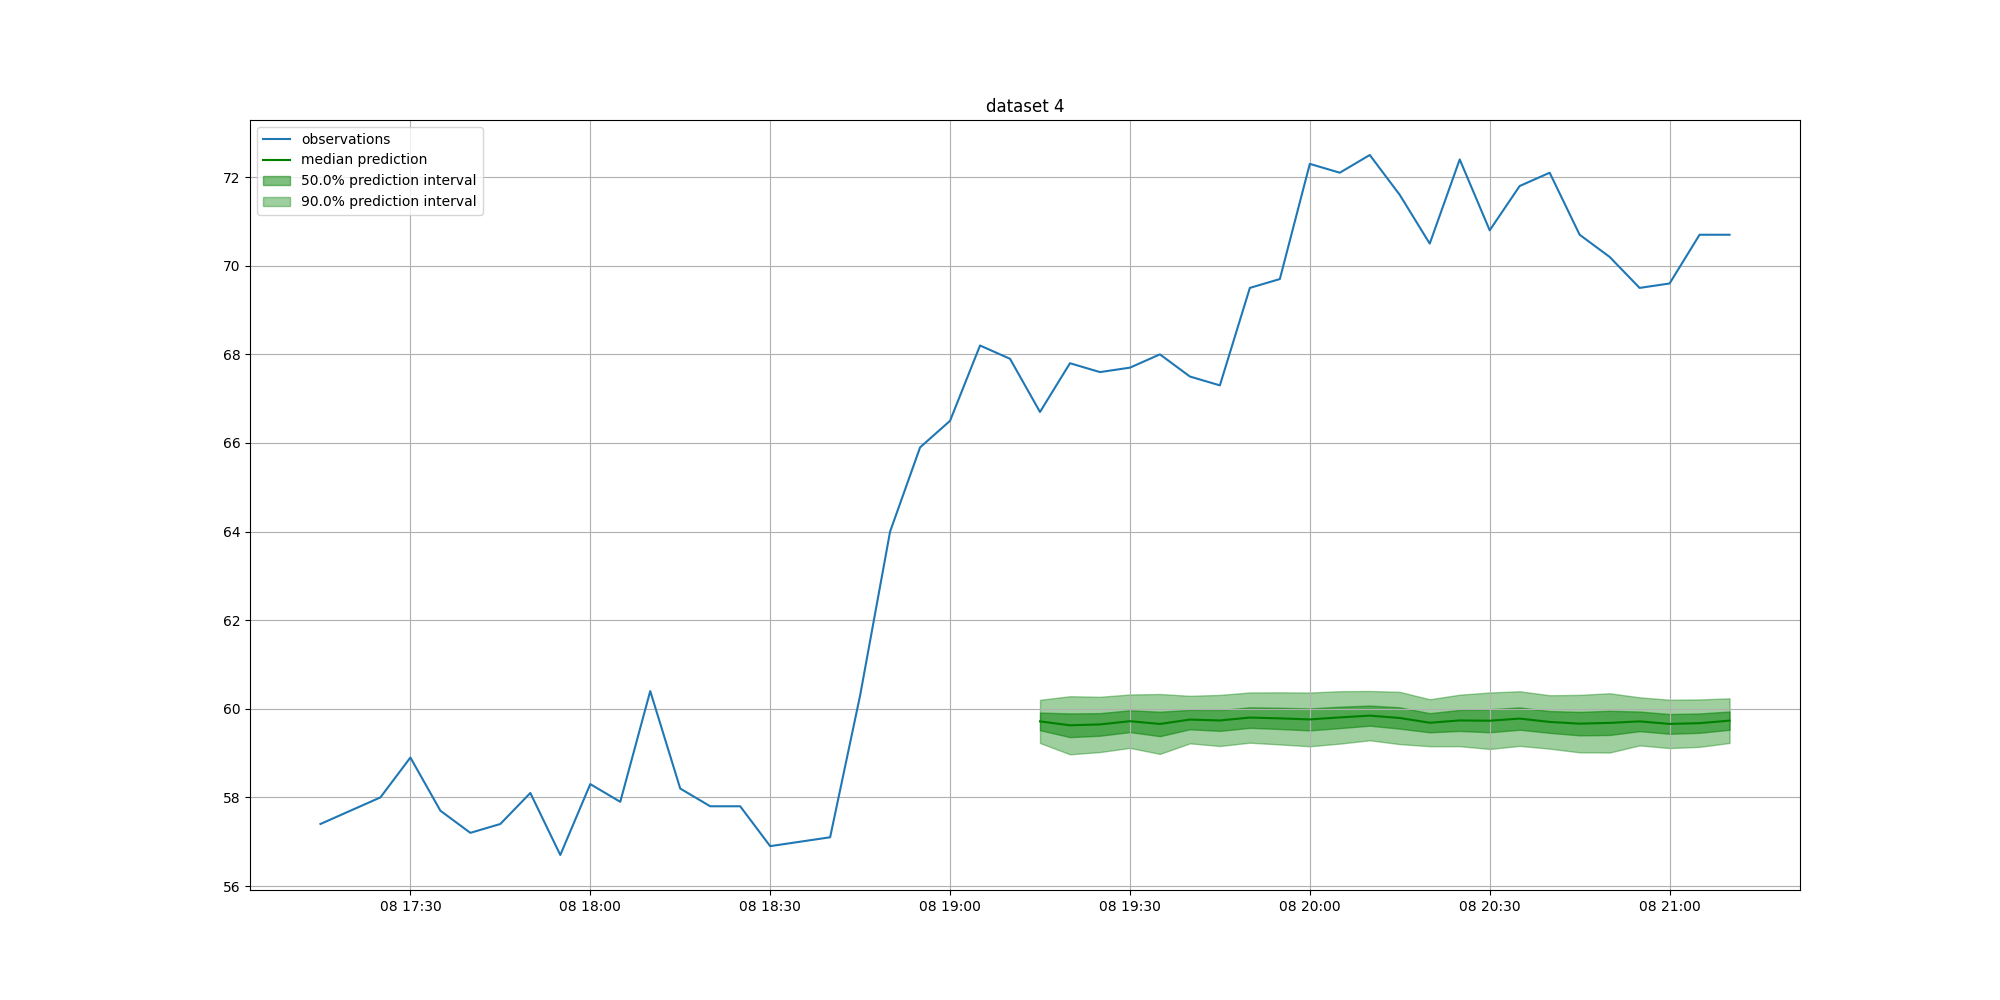 dataset 4
observations
median prediction
50.0% prediction interval
90.0% prediction interval
72
70
68
66
64
62
60
58
56
08 17:30 08 18:00 08 18:30 08 19:00 08 19:30 08 20:00 08 20:30 08 21:00